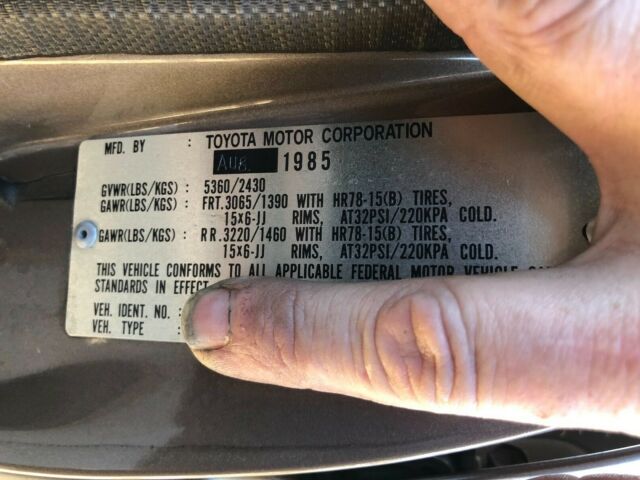 MFD. BY : TOYOTA MOTOR CORPORATION
AUG. 1985
GVWR(LBS/KGS) : 5360/2430
GAWR(LBS/KGS) : FRT.3065/1390 WITH HR78-15(B) TIRES,
15x6-JJ RIMS, AT32PSI/220KPA COLD.
GAWR(LBS/KGS) : RR.3220/1460 WITH HR78-15(B) TIRES,
15x6-JJ RIMS, AT32PSI/220KPA COLD.
THIS VEHICLE CONFORMS TO ALL APPLICABLE FEDERAL MOTOR VEHICLE
STANDARDS IN EFFECT
VEH. IDENT. NO. :
VEH. TYPE :